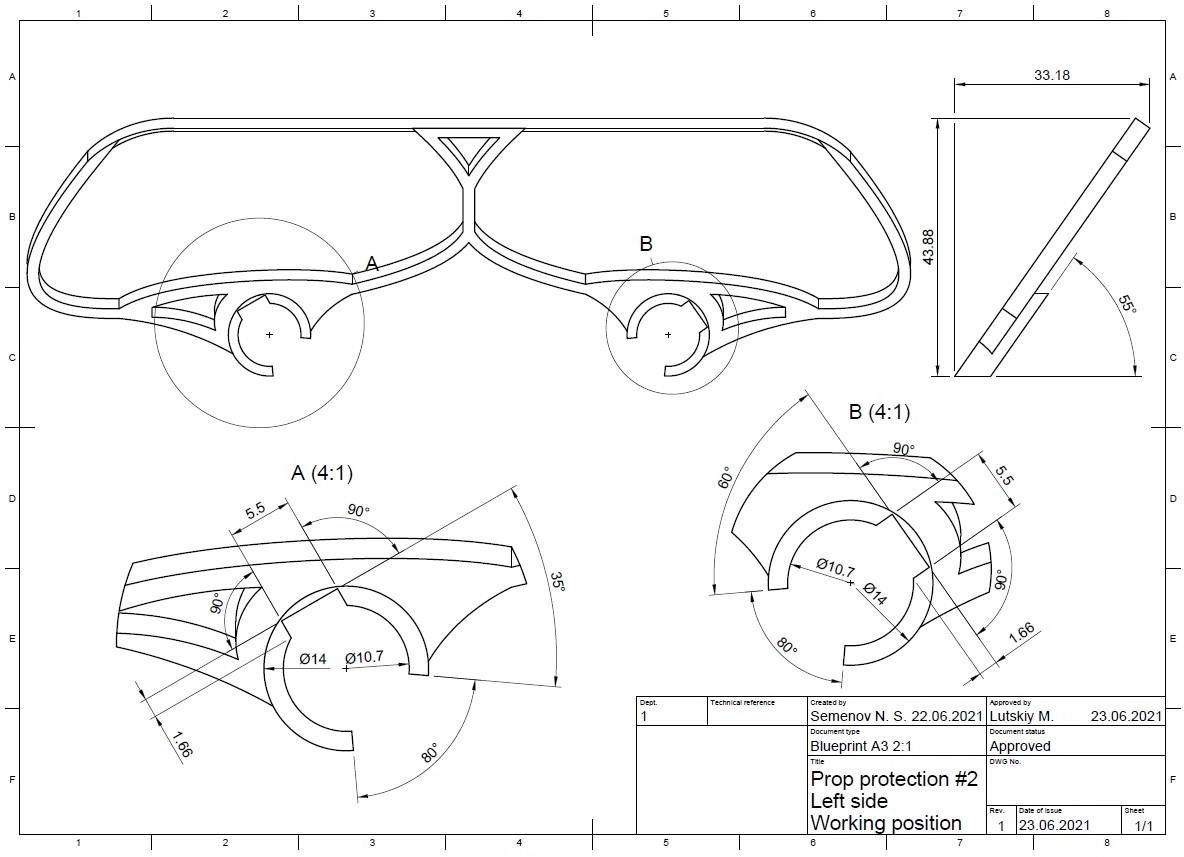 1 2 3 4 5 6 7 8
A A
33.18
B B
43.88
A
B
55°
C C
B (4:1)
A (4:1)
90°
5.5
60°
D D
5.5
90°
Ø10.7
Ø14
90°
35°
90°
E E
1.66
80°
Ø14 Ø10.7
1.66
80°
F F
Dept.
1
Technical reference
Created by
Semenov N. S. 22.06.2021
Approved by
Lutskiy M. 23.06.2021
Document type
Blueprint A3 2:1
Document status
Approved
Title
Prop protection #2
Left side
Working position
DWG No.
Rev.
1
Date of issue
23.06.2021
Sheet
1/1
1 2 3 4 5 6 7 8